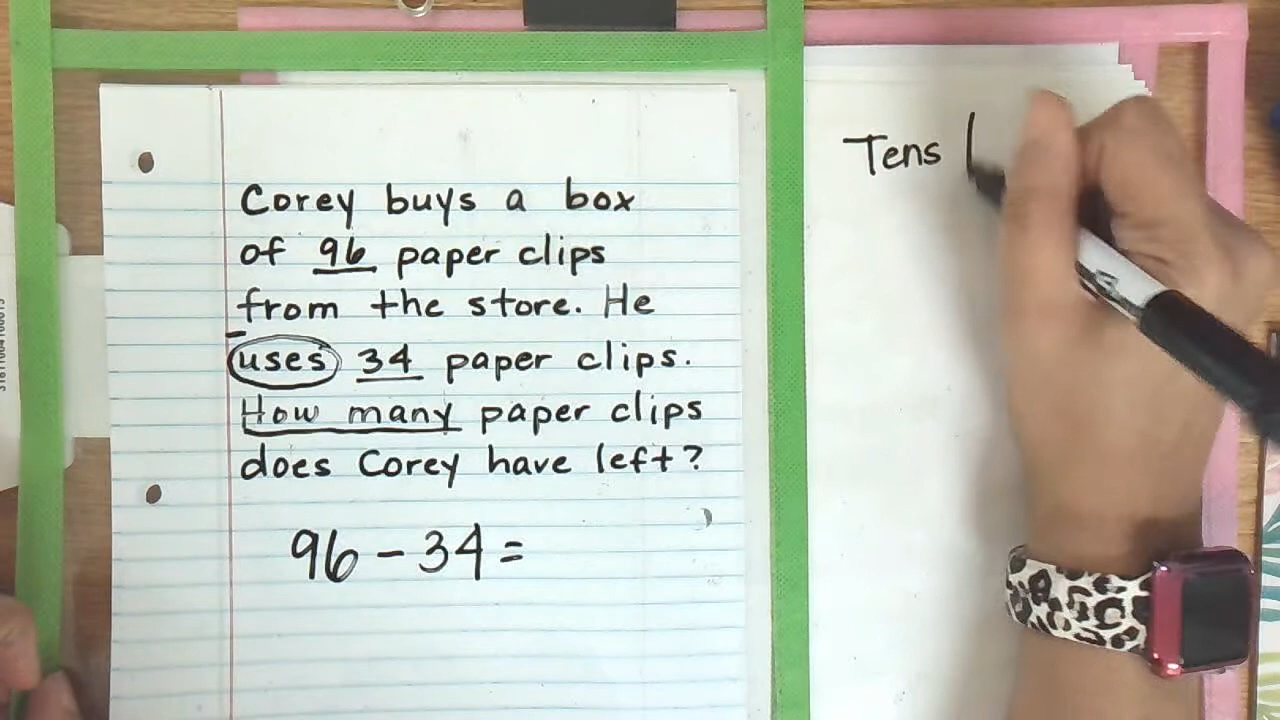 Corey buys a box
of 96 paper clips
from the store. He
uses 34 paper clips.
How many paper clips
does Corey have left?
96 - 34 =
Tens